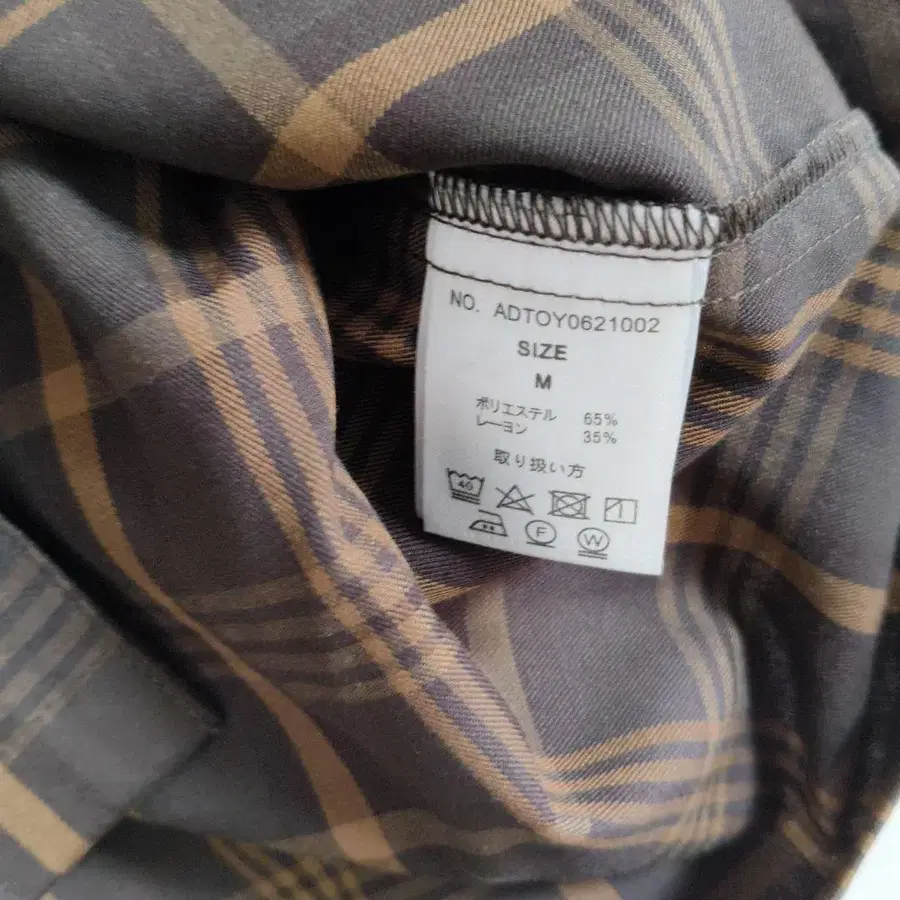 NO. ADTOY0621002
SIZE
M
ポリエステル 65%
レーヨン 35%
取り扱い方
40
F
W